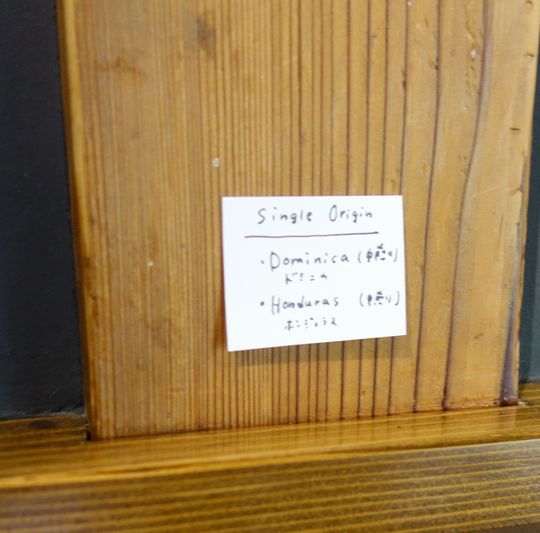 Single Origin
・Dominica (中煎り)
ドミニカ
・Honduras (中煎り)
ホンジュラス